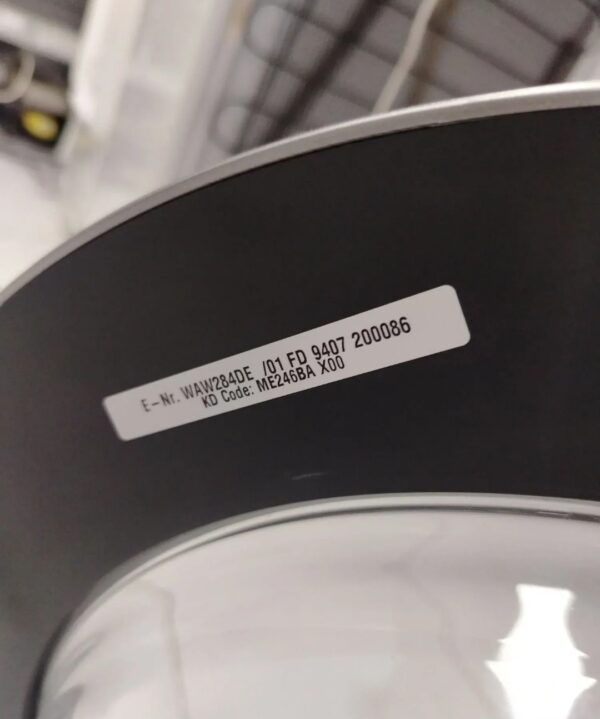 E-Nr. WAW284DE /01 FD 9407 200086
KD Code: ME246BA X00